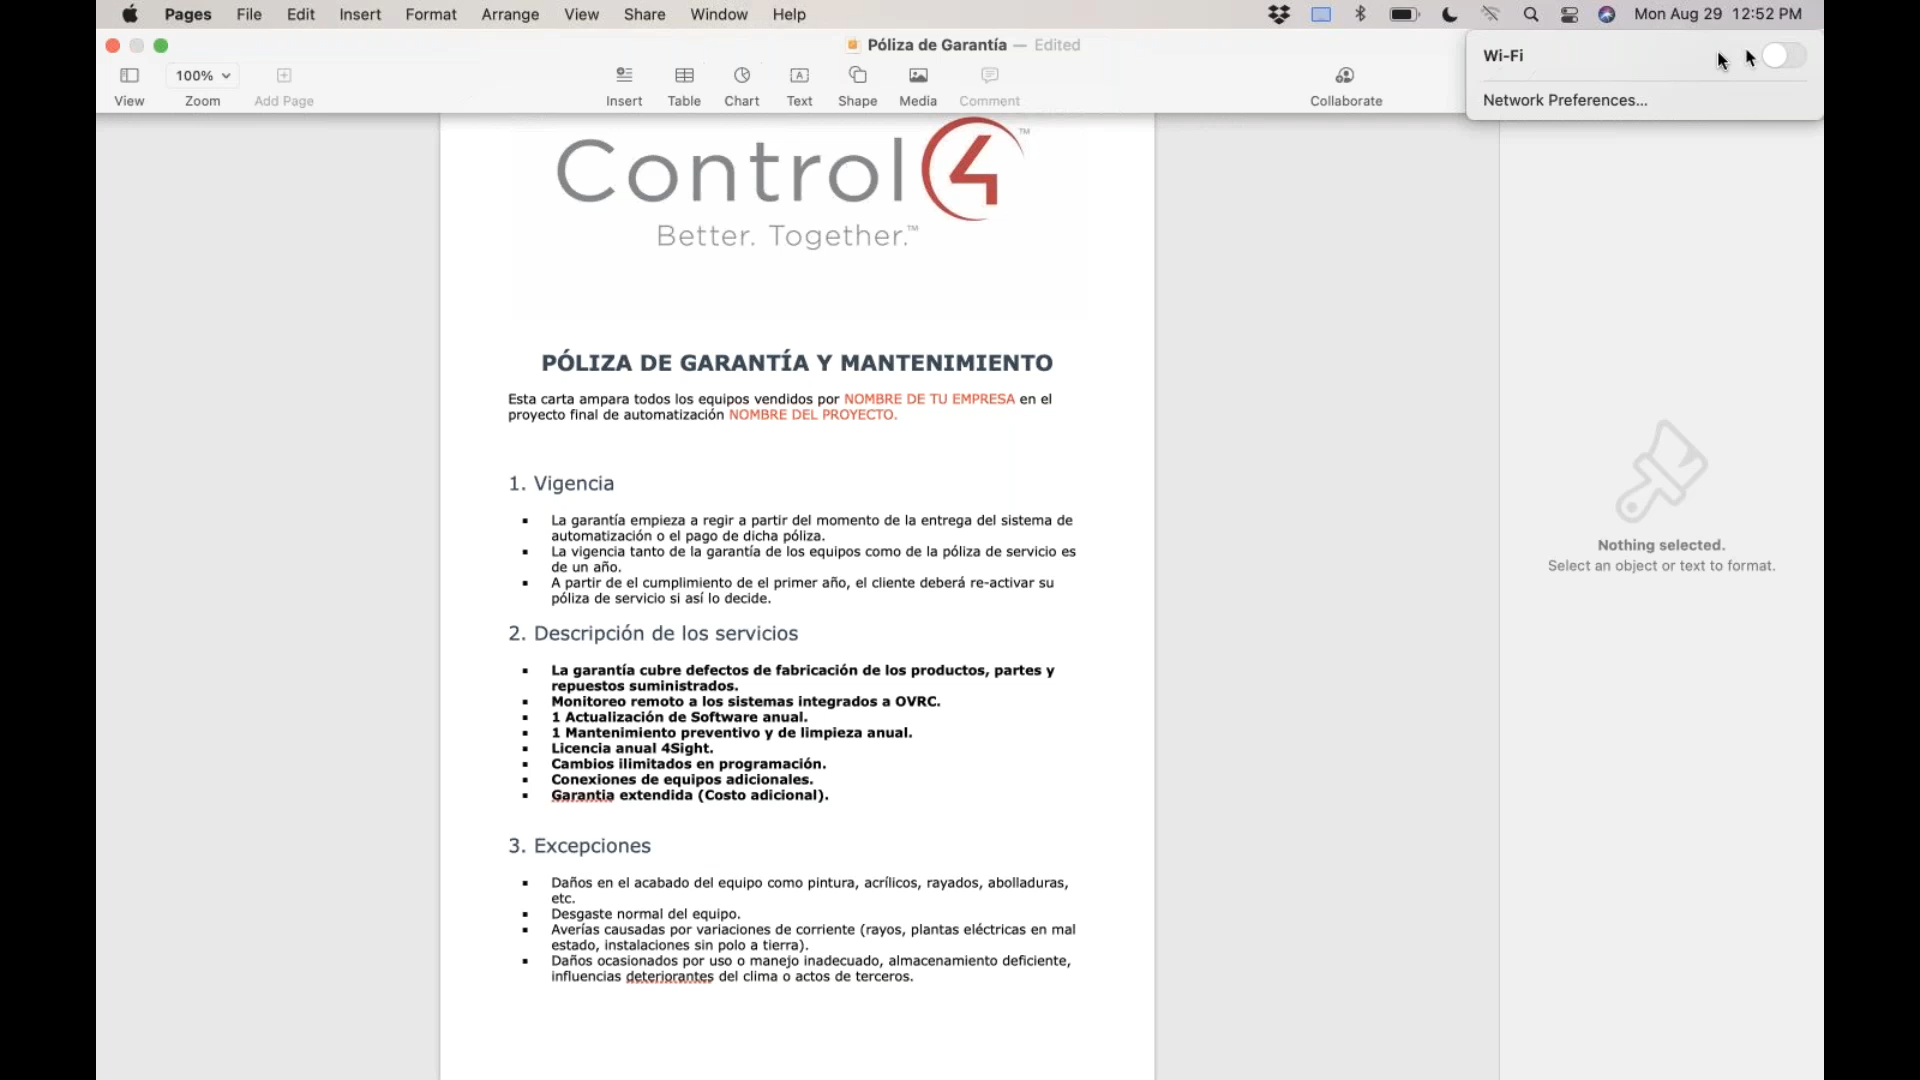 Pages File Edit Insert Format Arrange View Share Window Help Mon Aug 29 12:52 PM
Póliza de Garantía — Edited
Wi-Fi
100%
View Zoom Add Page Insert Table Chart Text Shape Media Comment Collaborate
Network Preferences...
Control4™
Better. Together.™
PÓLIZA DE GARANTÍA Y MANTENIMIENTO
Esta carta ampara todos los equipos vendidos por NOMBRE DE TU EMPRESA en el
proyecto final de automatización NOMBRE DEL PROYECTO.
1. Vigencia
▪ La garantía empieza a regir a partir del momento de la entrega del sistema de
automatización o el pago de dicha póliza.
▪ La vigencia tanto de la garantía de los equipos como de la póliza de servicio es
de un año.
▪ A partir de el cumplimiento de el primer año, el cliente deberá re-activar su
póliza de servicio si así lo decide.
2. Descripción de los servicios
▪ La garantía cubre defectos de fabricación de los productos, partes y
repuestos suministrados.
▪ Monitoreo remoto a los sistemas integrados a OVRC.
▪ 1 Actualización de Software anual.
▪ 1 Mantenimiento preventivo y de limpieza anual.
▪ Licencia anual 4Sight.
▪ Cambios ilimitados en programación.
▪ Conexiones de equipos adicionales.
▪ Garantia extendida (Costo adicional).
3. Excepciones
▪ Daños en el acabado del equipo como pintura, acrílicos, rayados, abolladuras,
etc.
▪ Desgaste normal del equipo.
▪ Averías causadas por variaciones de corriente (rayos, plantas eléctricas en mal
estado, instalaciones sin polo a tierra).
▪ Daños ocasionados por uso o manejo inadecuado, almacenamiento deficiente,
influencias deteriorantes del clima o actos de terceros.
Nothing selected.
Select an object or text to format.